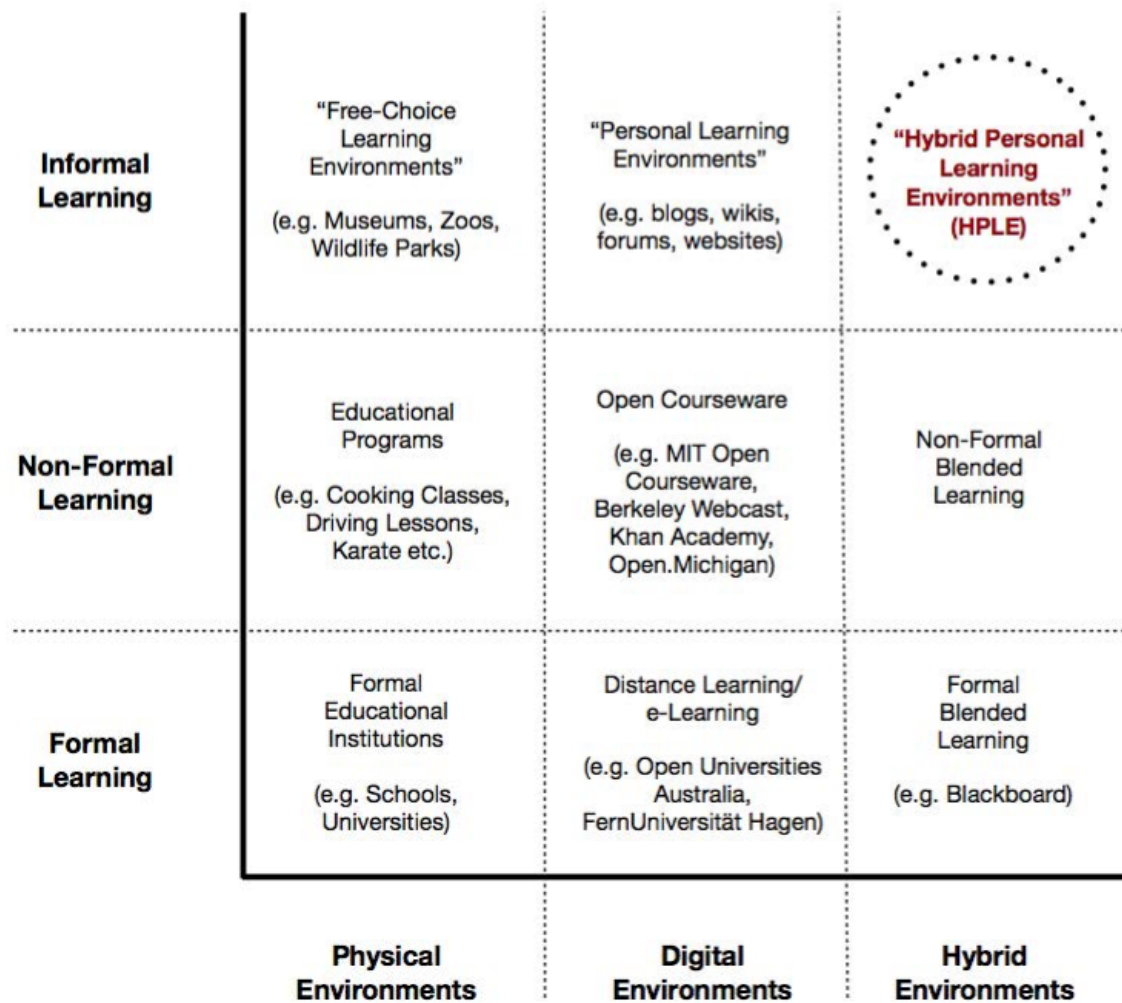 Informal
Learning
“Free-Choice
Learning
Environments”
(e.g. Museums, Zoos,
Wildlife Parks)
“Personal Learning
Environments”
(e.g. blogs, wikis,
forums, websites)
“Hybrid Personal
Learning
Environments”
(HPLE)
Non-Formal
Learning
Educational
Programs
(e.g. Cooking Classes,
Driving Lessons,
Karate etc.)
Open Courseware
(e.g. MIT Open
Courseware,
Berkeley Webcast,
Khan Academy,
Open.Michigan)
Non-Formal
Blended
Learning
Formal
Learning
Formal
Educational
Institutions
(e.g. Schools,
Universities)
Distance Learning/
e-Learning
(e.g. Open Universities
Australia,
FernUniversität Hagen)
Formal
Blended
Learning
(e.g. Blackboard)
Physical
Environments
Digital
Environments
Hybrid
Environments